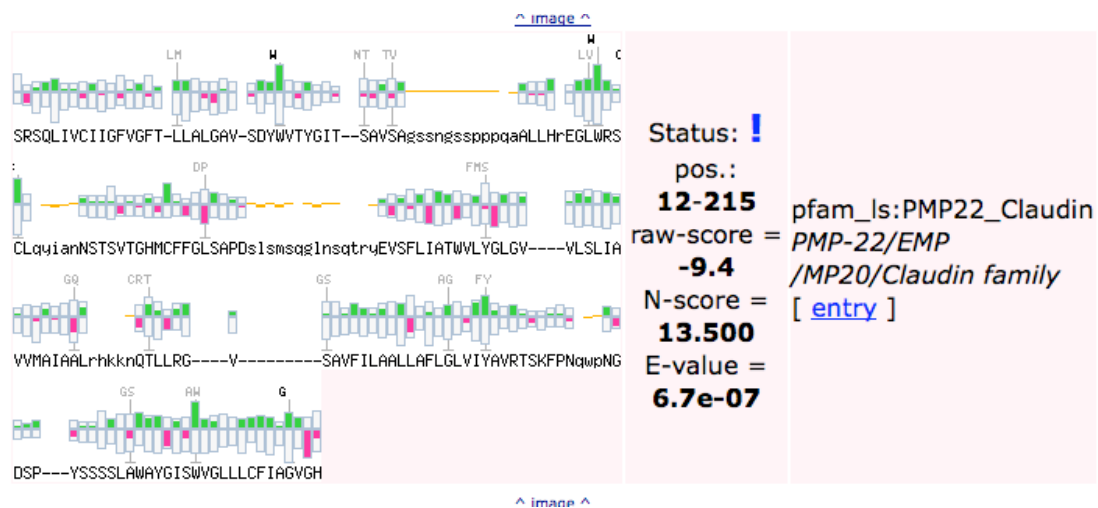 ^ image ^
LM W NT TV LV W C
SRSQLIVCIIGFVGFT-LLALGAV-SDYWVTYGIT--SAVSAgssngsspppqaALLHrEGLWRS
: DP FMS
CLqyianNSTSVTGHMCFFGLSAPDslsmsqglnsqtryEVSFLIATWVLYGLGV----VLSLIA
GQ CRT GS AG FY
VVMAIAALrhkknQTLLRG----V---------SAVFILAALLAFLGLVIYAVRTSKFPNqwpNG
GS AW G
DSP---YSSSSLAWAYGISWVGLLLCFIAGVGH
Status: !
pos.:
12-215
raw-score =
-9.4
N-score =
13.500
E-value =
6.7e-07
pfam_ls:PMP22_Claudin
PMP-22/EMP
/MP20/Claudin family
[ entry ]
^ image ^